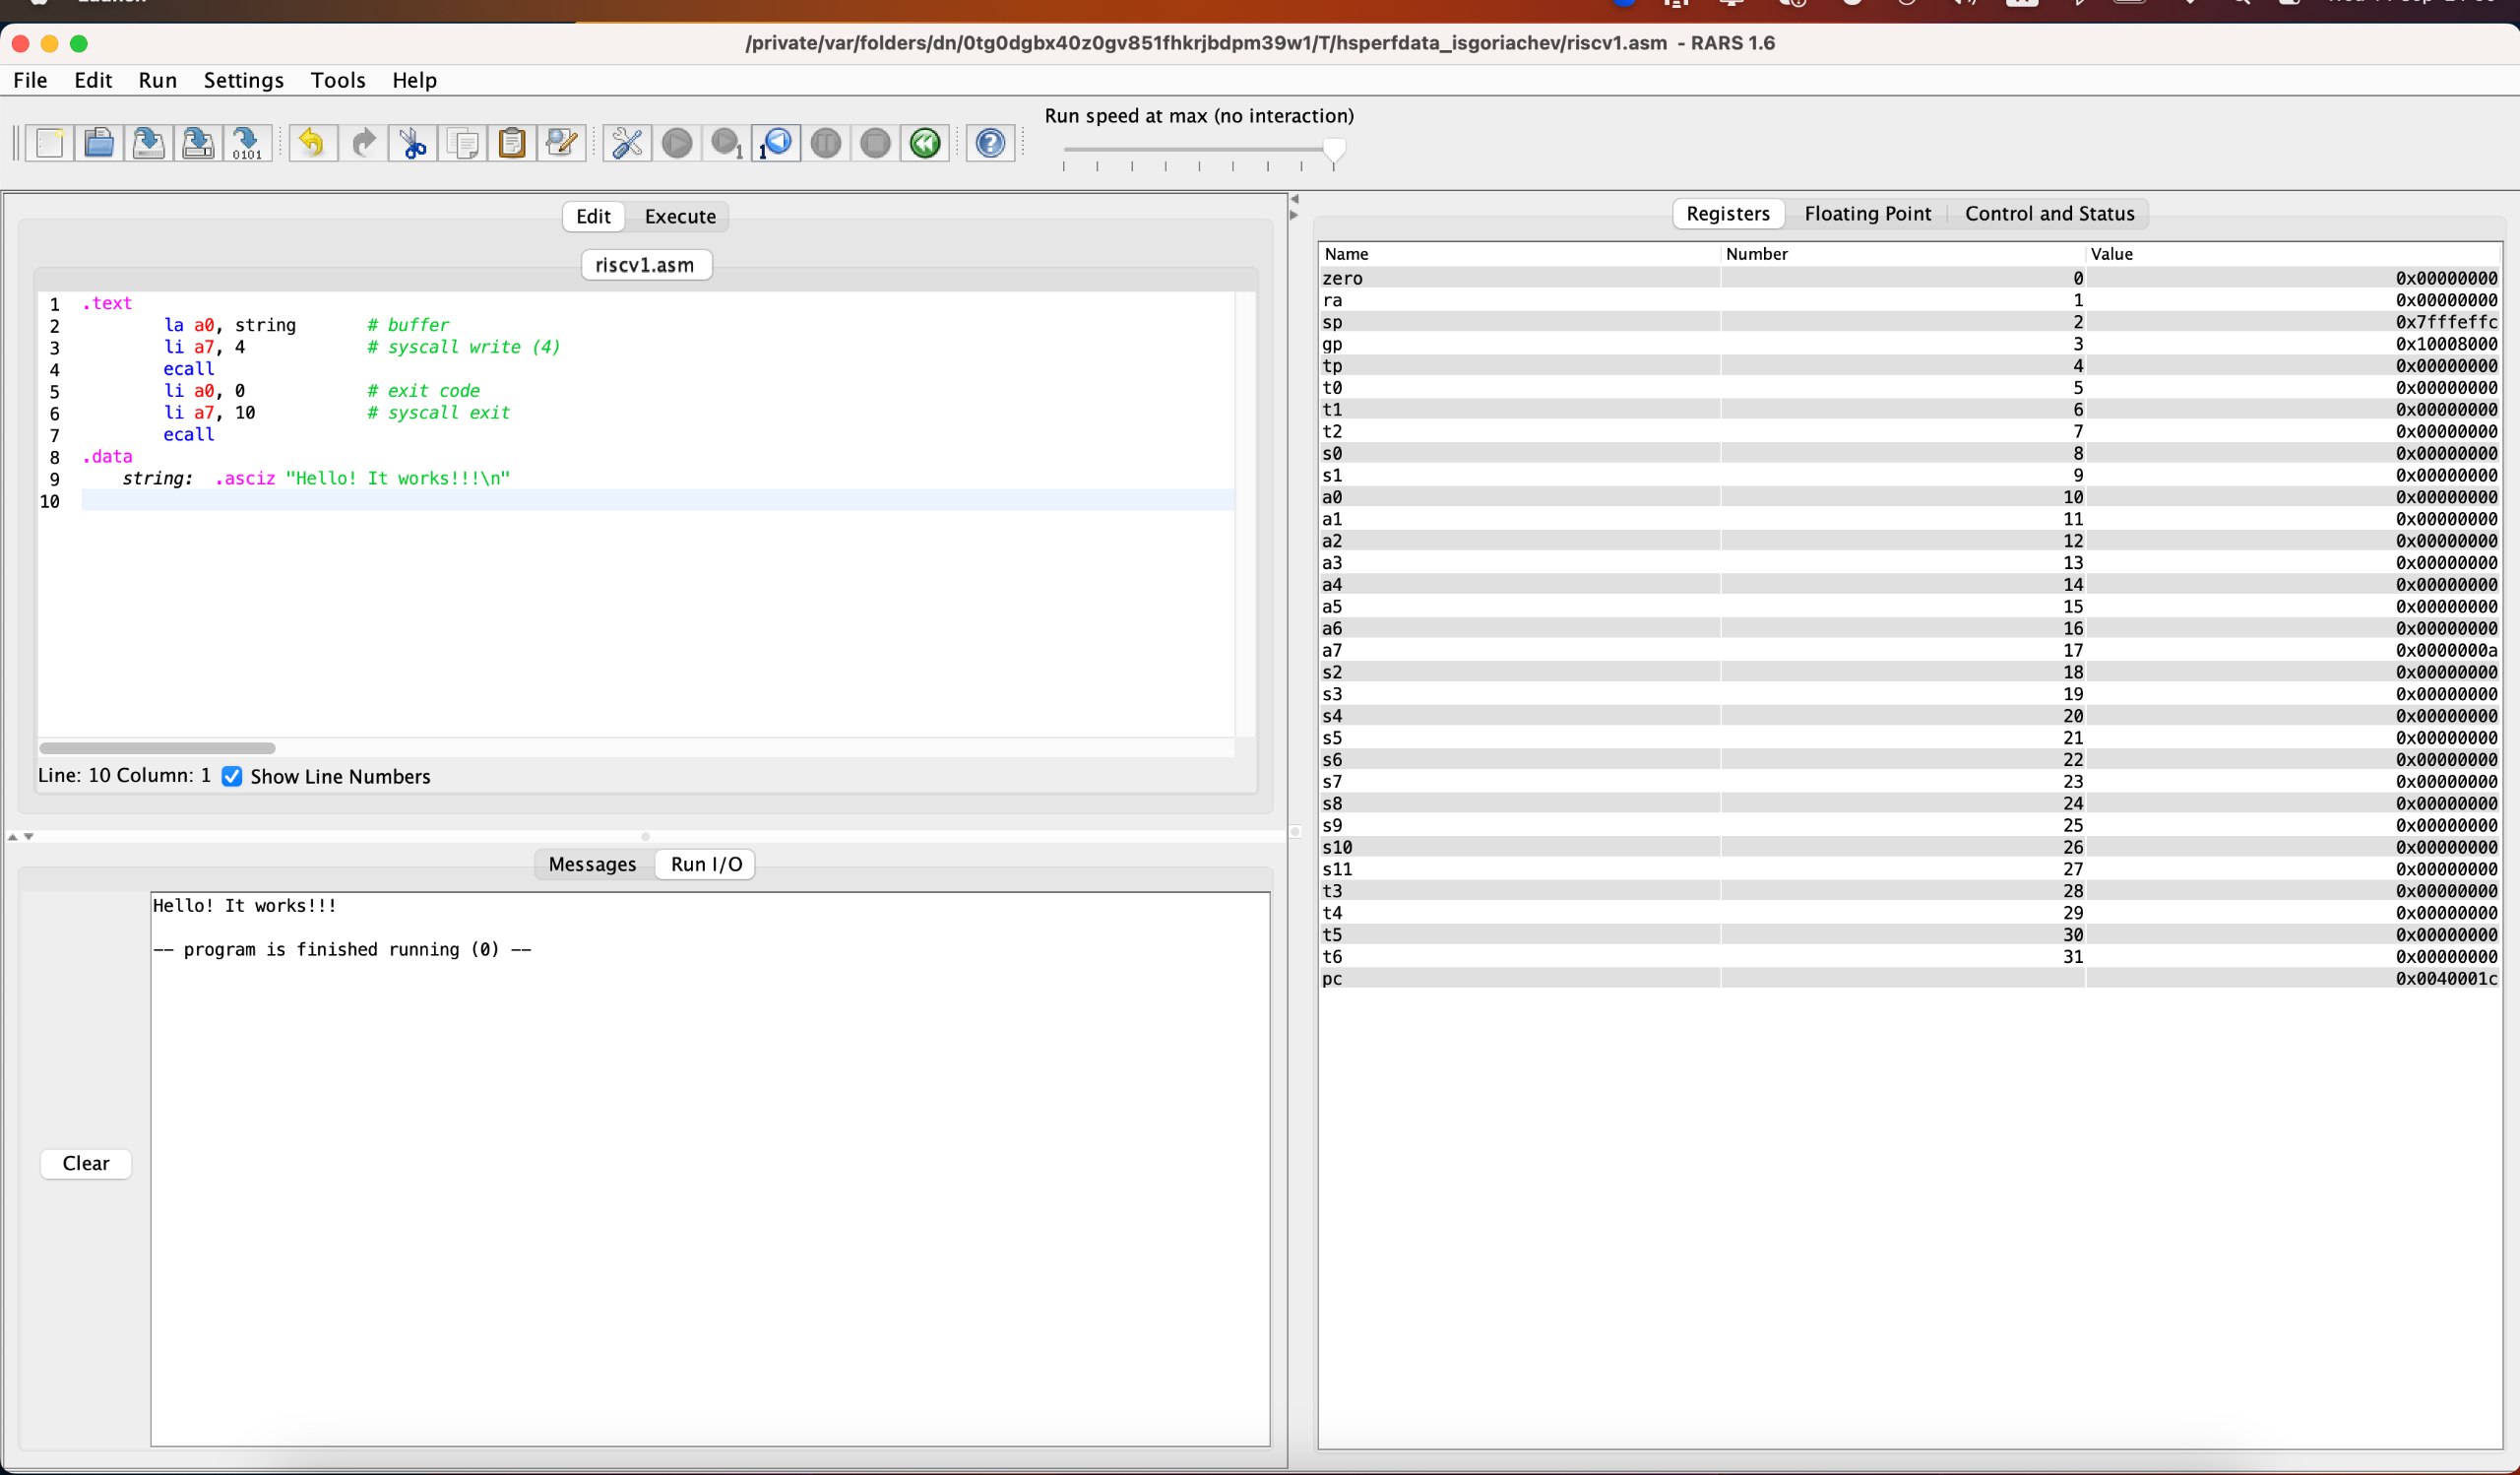 /private/var/folders/dn/0tg0dgbx40z0gv851fhkrjbdpm39w1/T/hsperfdata_isgoriachev/riscv1.asm - RARS 1.6
File Edit Run Settings Tools Help
Run speed at max (no interaction)
0101
1
1
Edit Execute
riscv1.asm
1 .text
2 la a0, string # buffer
3 li a7, 4 # syscall write (4)
4 ecall
5 li a0, 0 # exit code
6 li a7, 10 # syscall exit
7 ecall
8 .data
9 string: .asciz "Hello! It works!!!\n"
10
Line: 10 Column: 1 Show Line Numbers
Messages Run I/O
Hello! It works!!!
-- program is finished running (0) --
Clear
Registers Floating Point Control and Status
Name Number Value
zero 0 0x00000000
ra 1 0x00000000
sp 2 0x7fffeffc
gp 3 0x10008000
tp 4 0x00000000
t0 5 0x00000000
t1 6 0x00000000
t2 7 0x00000000
s0 8 0x00000000
s1 9 0x00000000
a0 10 0x00000000
a1 11 0x00000000
a2 12 0x00000000
a3 13 0x00000000
a4 14 0x00000000
a5 15 0x00000000
a6 16 0x00000000
a7 17 0x0000000a
s2 18 0x00000000
s3 19 0x00000000
s4 20 0x00000000
s5 21 0x00000000
s6 22 0x00000000
s7 23 0x00000000
s8 24 0x00000000
s9 25 0x00000000
s10 26 0x00000000
s11 27 0x00000000
t3 28 0x00000000
t4 29 0x00000000
t5 30 0x00000000
t6 31 0x00000000
pc 0x0040001c